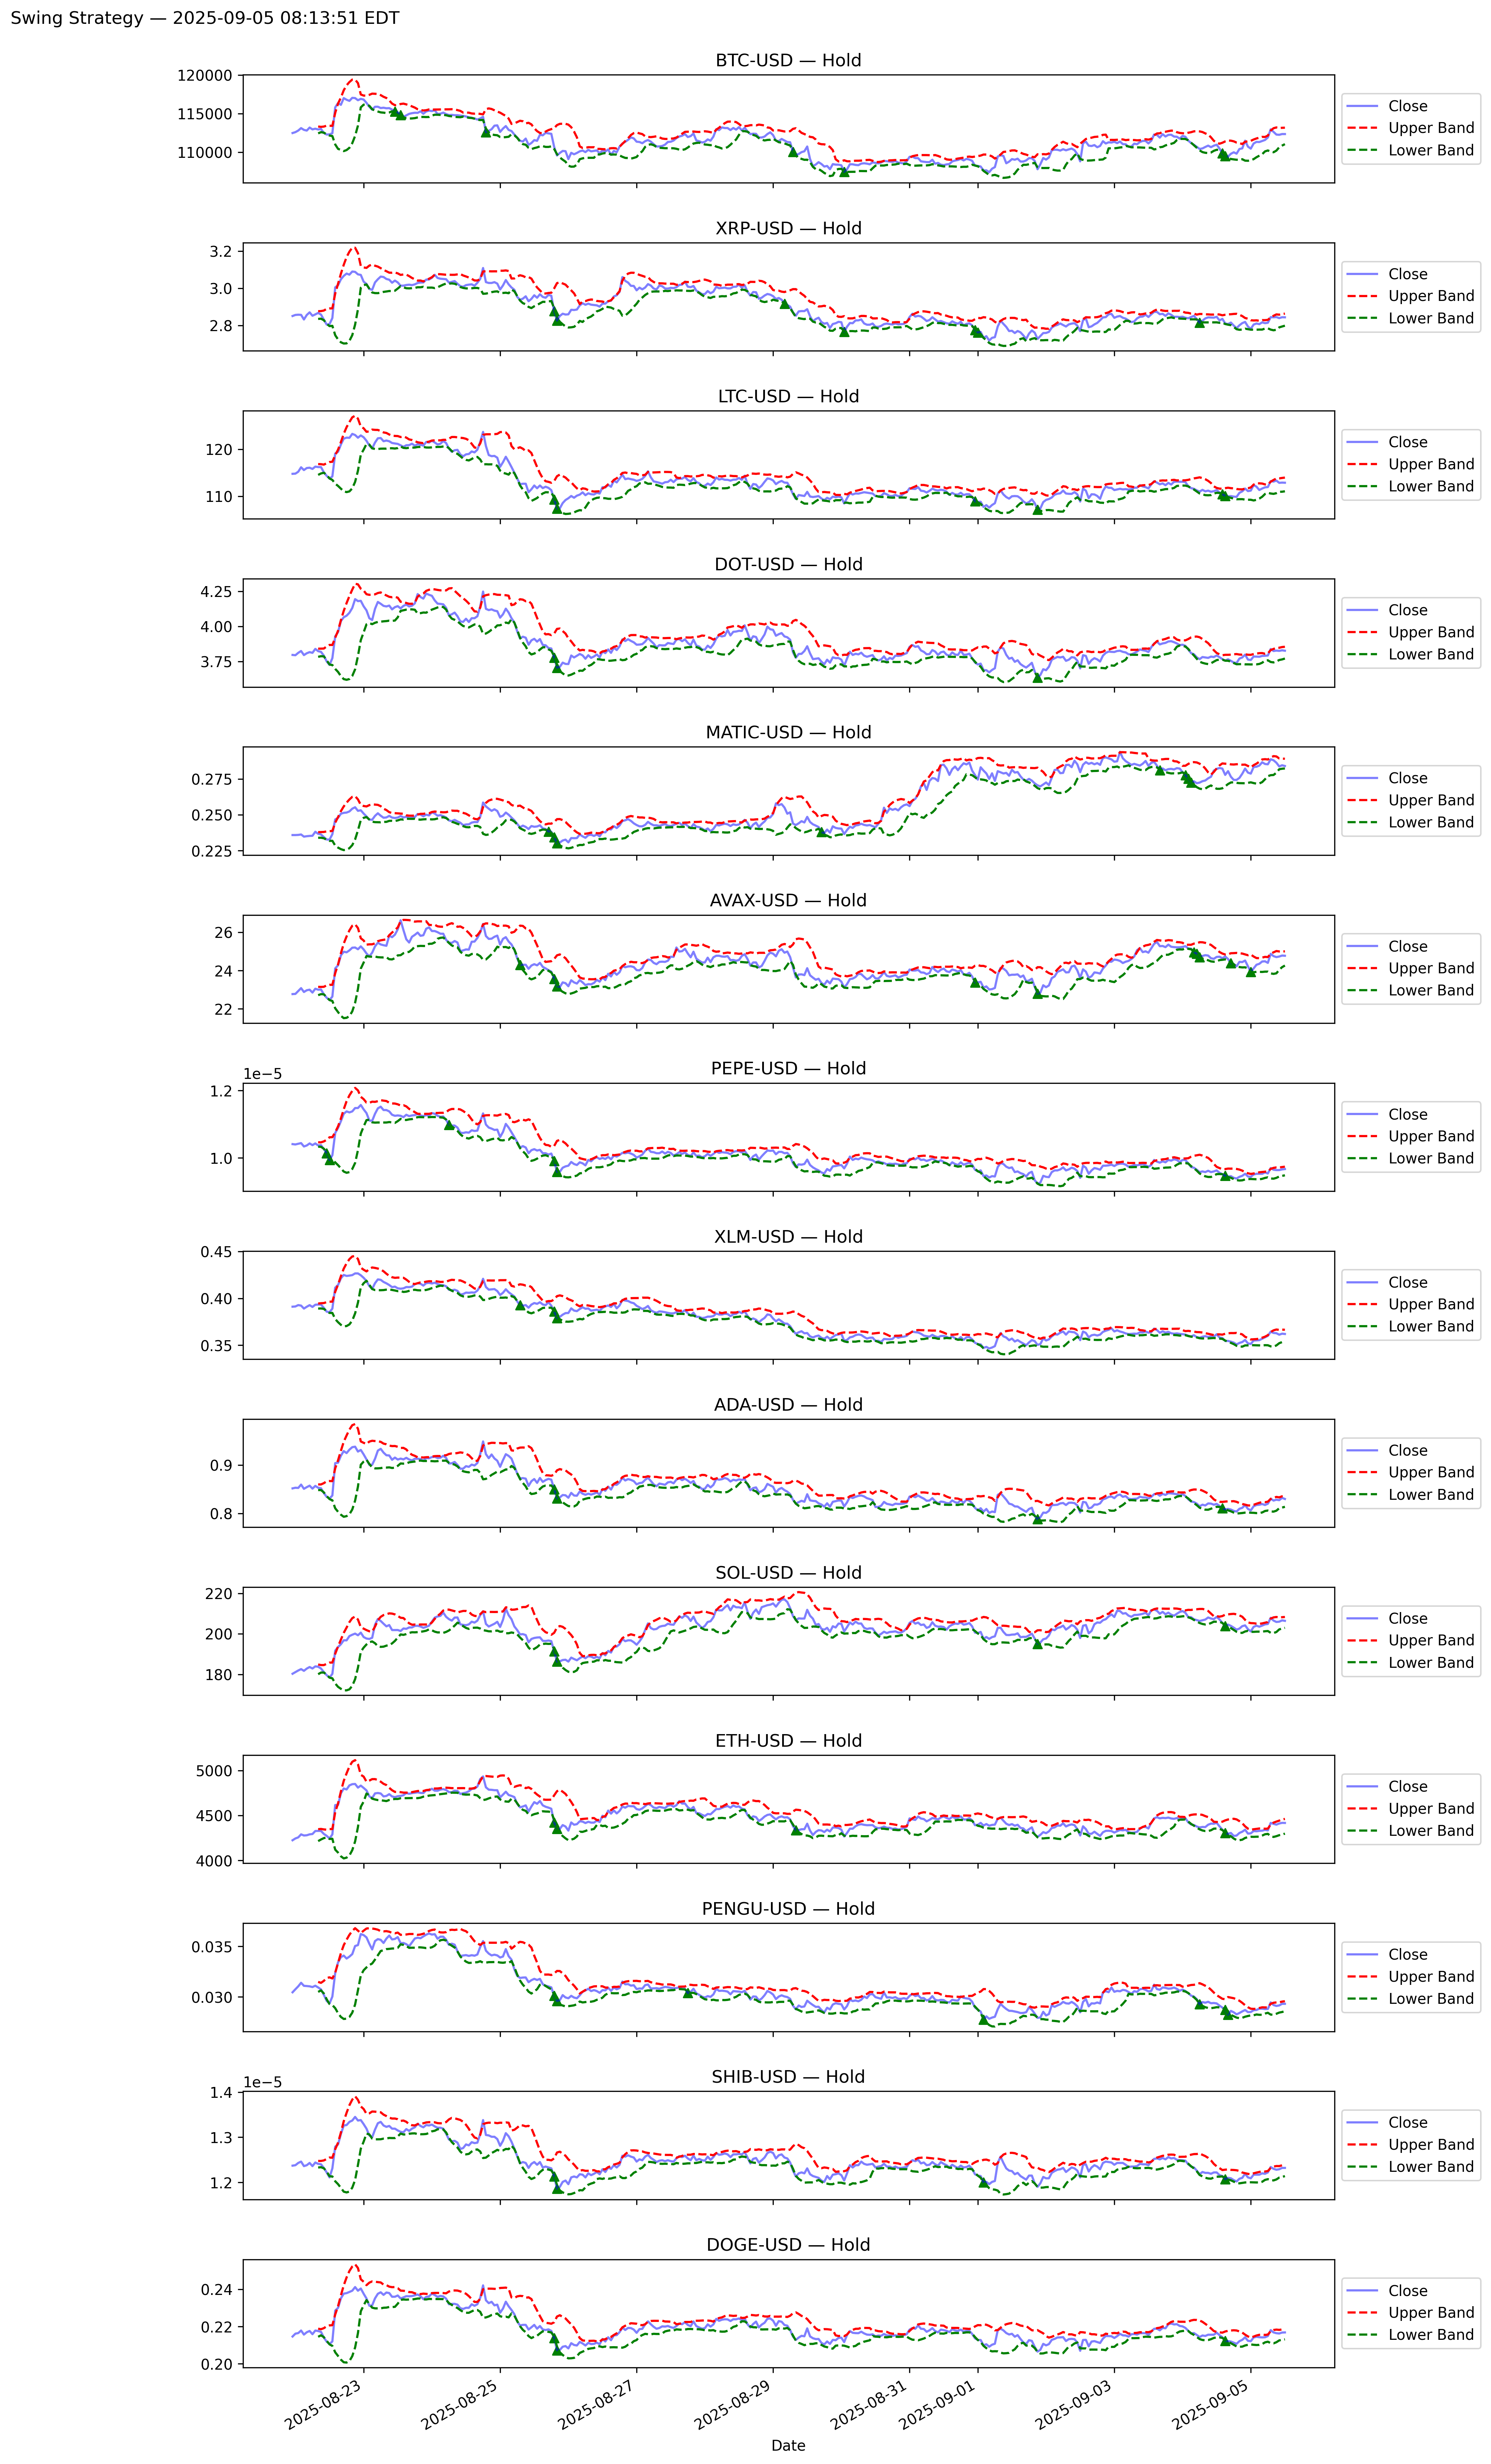 Swing Strategy — 2025-09-05 08:13:51 EDT
BTC-USD — Hold
120000
115000
110000
Close
Upper Band
Lower Band
XRP-USD — Hold
3.2
3.0
2.8
Close
Upper Band
Lower Band
LTC-USD — Hold
120
110
Close
Upper Band
Lower Band
DOT-USD — Hold
4.25
4.00
3.75
Close
Upper Band
Lower Band
MATIC-USD — Hold
0.275
0.250
0.225
Close
Upper Band
Lower Band
AVAX-USD — Hold
26
24
22
Close
Upper Band
Lower Band
PEPE-USD — Hold
1e−5
1.2
1.0
Close
Upper Band
Lower Band
XLM-USD — Hold
0.45
0.40
0.35
Close
Upper Band
Lower Band
ADA-USD — Hold
0.9
0.8
Close
Upper Band
Lower Band
SOL-USD — Hold
220
200
180
Close
Upper Band
Lower Band
ETH-USD — Hold
5000
4500
4000
Close
Upper Band
Lower Band
PENGU-USD — Hold
0.035
0.030
Close
Upper Band
Lower Band
SHIB-USD — Hold
1e−5
1.4
1.3
1.2
Close
Upper Band
Lower Band
DOGE-USD — Hold
0.24
0.22
0.20
Close
Upper Band
Lower Band
2025-08-23
2025-08-25
2025-08-27
2025-08-29
2025-08-31
2025-09-01
2025-09-03
2025-09-05
Date